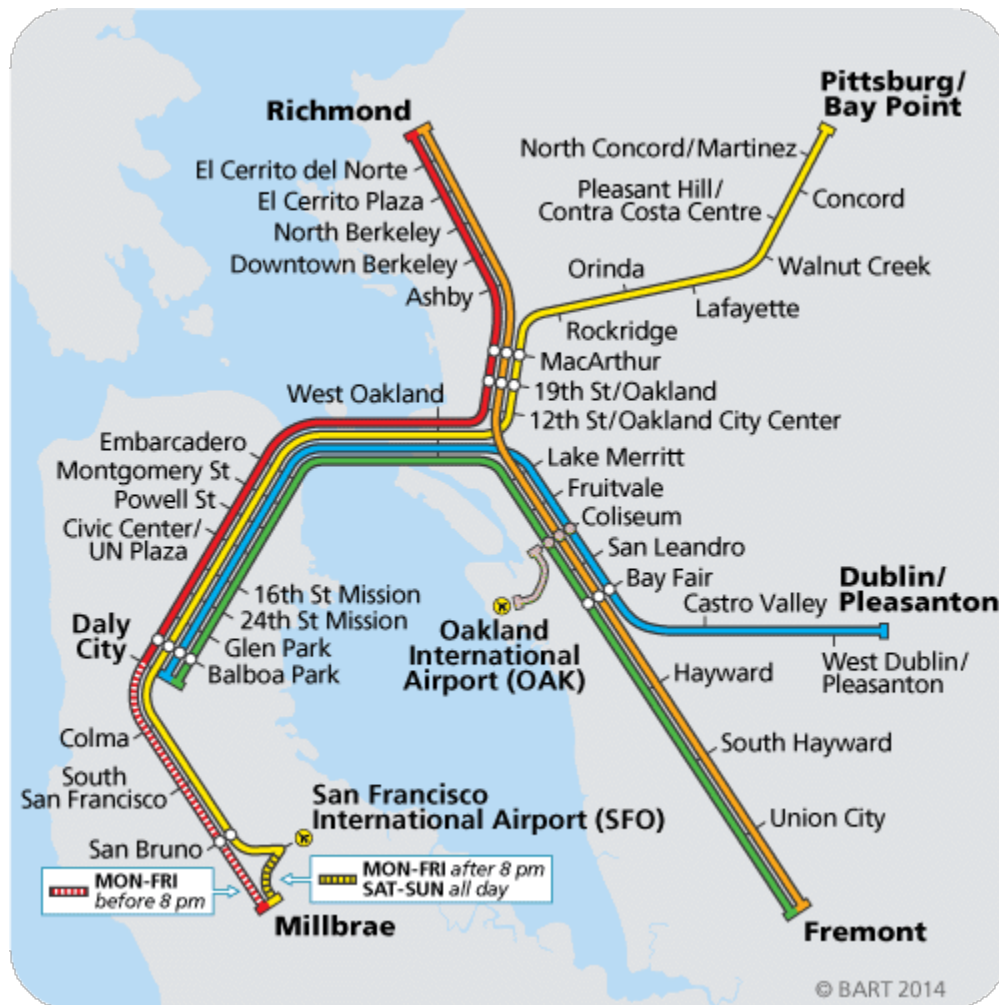 Richmond
Pittsburg/
Bay Point
El Cerrito del Norte
El Cerrito Plaza
North Berkeley
Downtown Berkeley
Ashby
North Concord/Martinez
Pleasant Hill/
Contra Costa Centre
Concord
Walnut Creek
Orinda
Lafayette
Rockridge
MacArthur
19th St/Oakland
12th St/Oakland City Center
West Oakland
Embarcadero
Montgomery St
Powell St
Civic Center/
UN Plaza
Lake Merritt
Fruitvale
Coliseum
San Leandro
Bay Fair
Castro Valley
Dublin/
Pleasanton
West Dublin/
Pleasanton
16th St Mission
24th St Mission
Glen Park
Balboa Park
Daly
City
Oakland
International
Airport (OAK)
Hayward
South Hayward
Union City
Fremont
Colma
South
San Francisco
San Bruno
San Francisco
International Airport (SFO)
MON-FRI
before 8 pm
MON-FRI after 8 pm
SAT-SUN all day
Millbrae
© BART 2014